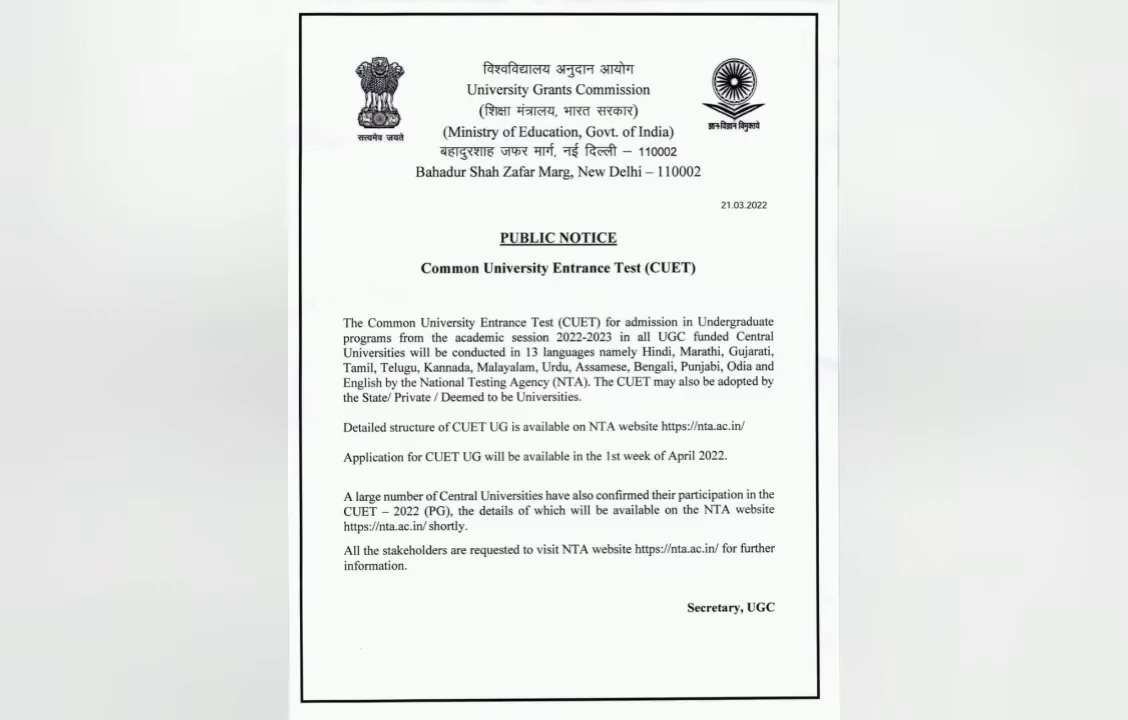 विश्वविद्यालय अनुदान आयोग
University Grants Commission
(शिक्षा मंत्रालय, भारत सरकार)
(Ministry of Education, Govt. of India)
बहादुरशाह जफर मार्ग, नई दिल्ली – 110002
Bahadur Shah Zafar Marg, New Delhi – 110002
सत्यमेव जयते
ज्ञान-विज्ञान विमुक्तये
21.03.2022
PUBLIC NOTICE
Common University Entrance Test (CUET)
The Common University Entrance Test (CUET) for admission in Undergraduate
programs from the academic session 2022-2023 in all UGC funded Central
Universities will be conducted in 13 languages namely Hindi, Marathi, Gujarati,
Tamil, Telugu, Kannada, Malayalam, Urdu, Assamese, Bengali, Punjabi, Odia and
English by the National Testing Agency (NTA). The CUET may also be adopted by
the State/ Private / Deemed to be Universities.
Detailed structure of CUET UG is available on NTA website https://nta.ac.in/
Application for CUET UG will be available in the 1st week of April 2022.
A large number of Central Universities have also confirmed their participation in the
CUET – 2022 (PG), the details of which will be available on the NTA website
https://nta.ac.in/ shortly.
All the stakeholders are requested to visit NTA website https://nta.ac.in/ for further
information.
Secretary, UGC